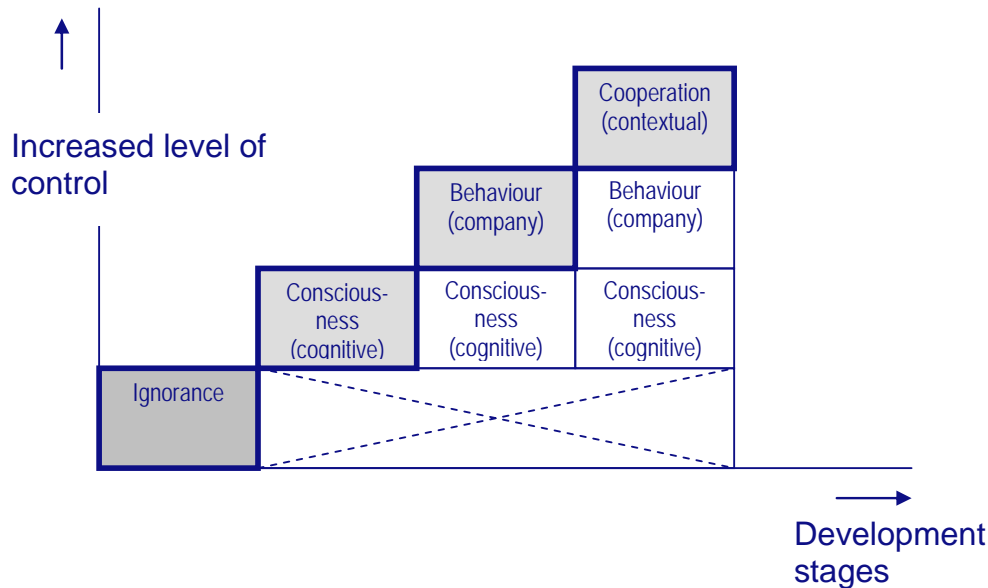 Cooperation
(contextual)
Increased level of
control
Behaviour
(company)
Behaviour
(company)
Conscious-
ness
(cognitive)
Conscious-
ness
(cognitive)
Conscious-
ness
(cognitive)
Ignorance
Development
stages